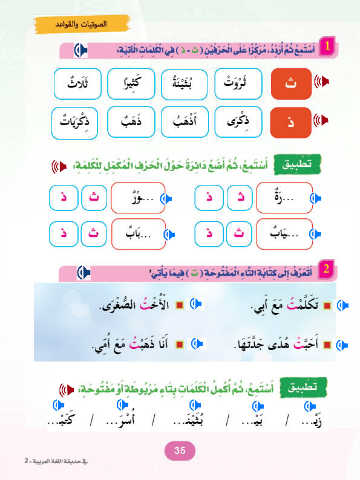 الصوتيات والقواعد
1 أَسْتَمِعُ ثُمَّ أُرَدِّدُ، مُرَكِّزًا عَلَى الْحَرْفَيْنِ (ث - ذ) فِي الْكَلِمَاتِ الْآتِيَةِ:
ث ثَرْوَتْ بُثَيْنَةُ كَثِيرًا ثَلَاثٌ
ذ ذِكْرَى أَذْهَبُ ذَهَبٌ ذِكْرَيَاتٌ
تطبيق أَسْتَمِعُ، ثُمَّ أَضَعُ دَائِرَةً حَوْلَ الْحَرْفِ الْمُكَمِّلِ لِلْكَلِمَةِ:
...رَةٌ ث ذ ...وْرٌ ث ذ
...يَابٌ ث ذ ...بَابٌ ث ذ
2 أَتَعَرَّفُ إِلَى كِتَابَةِ التَّاءِ الْمَفْتُوحَةِ (ت) فِيمَا يَأْتِي:
تَكَلَّمْتُ مَعَ أَبِي. الْأُخْتُ الصُّغْرَى.
أَحَبَّتْ هُدَى جَدَّتَهَا. أَنَا ذَهَبْتُ مَعَ أُمِّي.
تطبيق أَسْتَمِعُ، ثُمَّ أُكْمِلُ الْكَلِمَاتِ بِتَاءٍ مَرْبُوطَةٍ أَوْ مَفْتُوحَةٍ:
زَيْـ... / بَيْـ... / بُثَيْنَـ... / أُسْرَ... / كَتَبْـ...
35
في حديقة اللغة العربية - 2